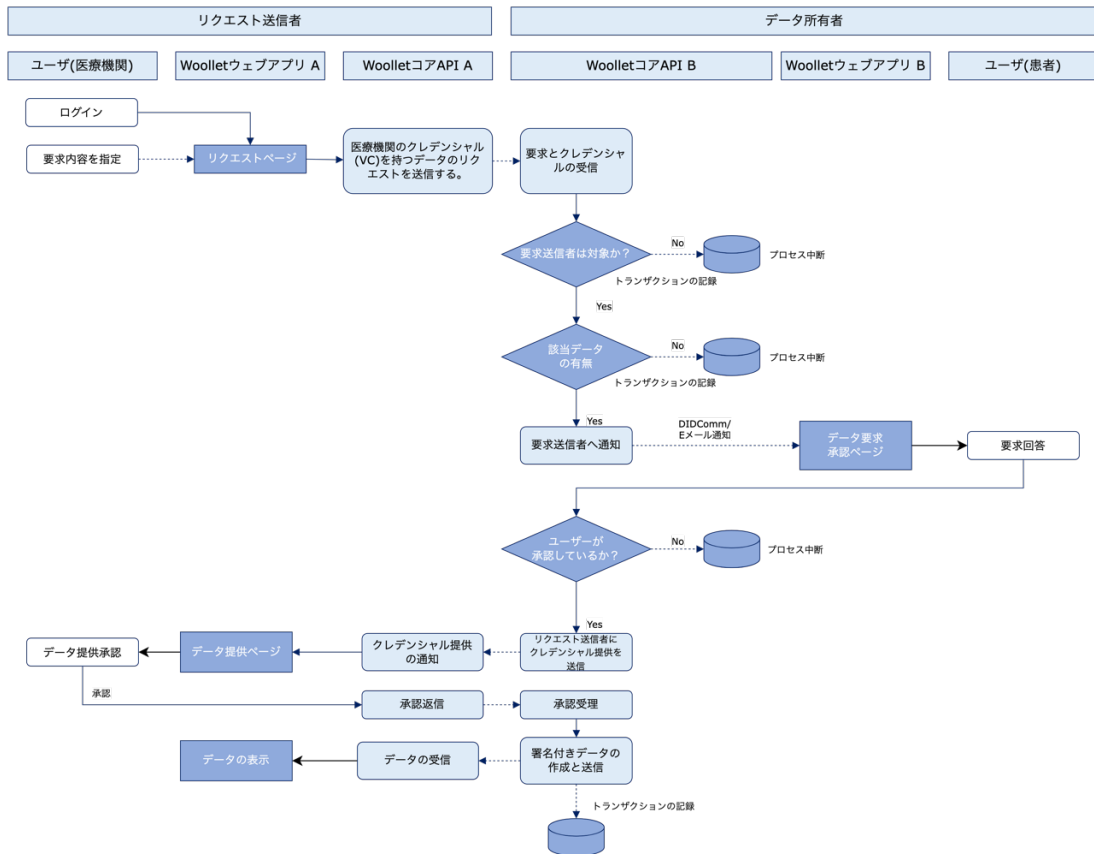 リクエスト送信者
データ所有者
ユーザ(医療機関)
Woolletウェブアプリ A
WoolletコアAPI A
WoolletコアAPI B
Woolletウェブアプリ B
ユーザ(患者)
ログイン
要求内容を指定
リクエストページ
医療機関のクレデンシャル
(VC)を持つデータのリク
エストを送信する。
要求とクレデンシャ
ルの受信
要求送信者は対象か？
No
プロセス中断
トランザクションの記録
Yes
該当データ
の有無
No
プロセス中断
トランザクションの記録
Yes
要求送信者へ通知
DIDComm/
Eメール通知
データ要求
承認ページ
要求回答
ユーザーが
承認しているか？
No
プロセス中断
Yes
データ提供承認
データ提供ページ
クレデンシャル提供
の通知
リクエスト送信者に
クレデンシャル提供を
送信
承認
承認返信
承認受理
データの表示
データの受信
署名付きデータの
作成と送信
トランザクションの記録